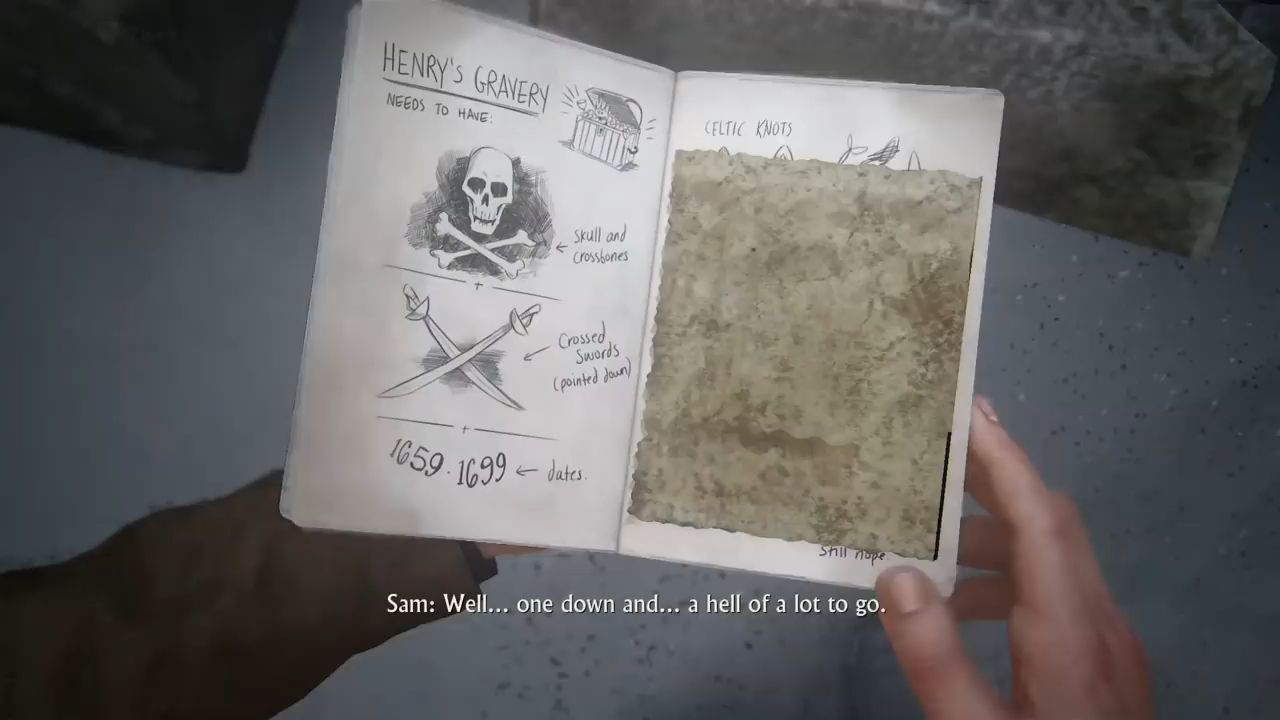 HENRY'S GRAVERY
NEEDS TO HAVE:
Skull and
crossbones
+
Crossed
Swords
(pointed down)
+
1659 · 1699 ← dates.
CELTIC KNOTS
Still nope
Sam: Well... one down and... a hell of a lot to go.